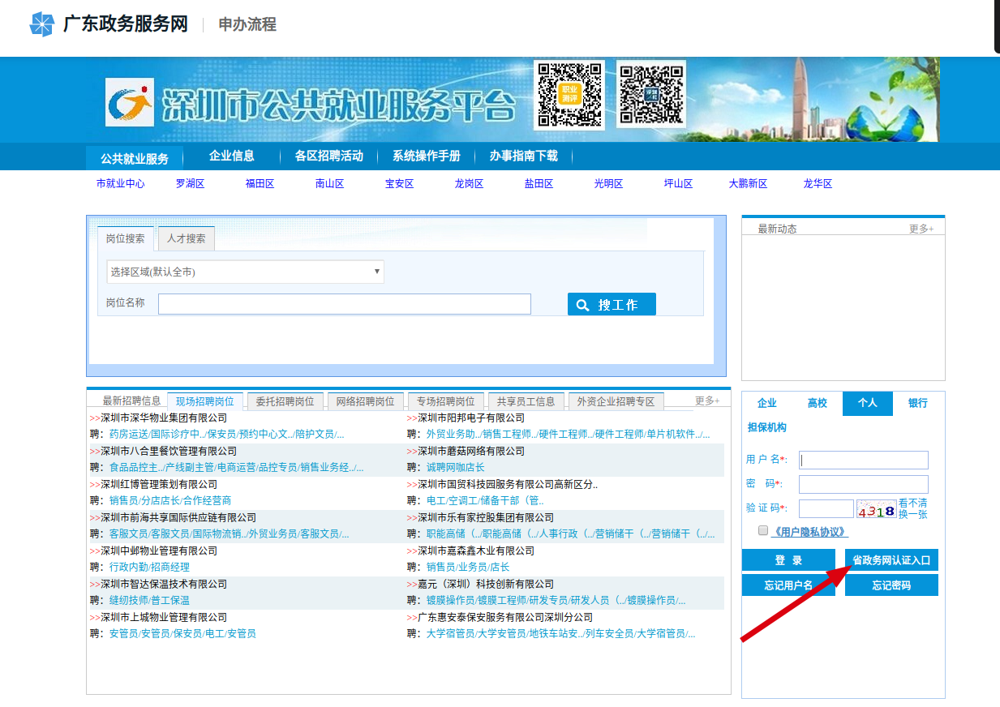 广东政务服务网 申办流程
深圳市公共就业服务平台 职业测评
公共就业服务 企业信息 各区招聘活动 系统操作手册 办事指南下载
市就业中心 罗湖区 福田区 南山区 宝安区 龙岗区 盐田区 光明区 坪山区 大鹏新区 龙华区
岗位搜索 人才搜索
选择区域(默认全市)
岗位名称 搜工作
最新动态 更多+
最新招聘信息 现场招聘岗位 委托招聘岗位 网络招聘岗位 专场招聘岗位 共享员工信息 外资企业招聘专区 更多+
>>深圳市深华物业集团有限公司 >>深圳市阳邦电子有限公司
聘：药房运送/国际诊疗中../保安员/预约中心文../陪护文员/... 聘：外贸业务助../销售工程师../硬件工程师../硬件工程师/单片机软件../...
>>深圳市八合里餐饮管理有限公司 >>深圳市蘑菇网络有限公司
聘：食品品控主../产线副主管/电商运营/品控专员/销售业务经../... 聘：诚聘网咖店长
>>深圳红博管理策划有限公司 >>深圳市国贸科技园服务有限公司高新区分..
聘：销售员/分店店长/合作经营商 聘：电工/空调工/储备干部（管..
>>深圳市前海共享国际供应链有限公司 >>深圳市乐有家控股集团有限公司
聘：客服文员/客服文员/国际物流销../外贸业务员/客服文员/... 聘：职能高储（../职能高储（../人事行政（../营销储干（../营销储干（../...
>>深圳中邮物业管理有限公司 >>深圳市嘉森鑫木业有限公司
聘：行政内勤/招商经理 聘：销售员/业务员/店长
>>深圳市智达保温技术有限公司 >>嘉元（深圳）科技创新有限公司
聘：缝纫技师/普工保温 聘：镀膜操作员/镀膜工程师/研发专员/研发人员（../镀膜操作员/...
>>深圳市上城物业管理有限公司 >>广东惠安泰保安服务有限公司深圳分公司
聘：安管员/安管员/保安员/电工/安管员 聘：大学宿管员/大学安管员/地铁车站安../列车安全员/大学宿管员/...
企业 高校 个人 银行
担保机构
用 户 名*:
密 码*:
验 证 码*: 4318 看不清
换一张
《用户隐私协议》
登 录 省政务网认证入口
忘记用户名 忘记密码